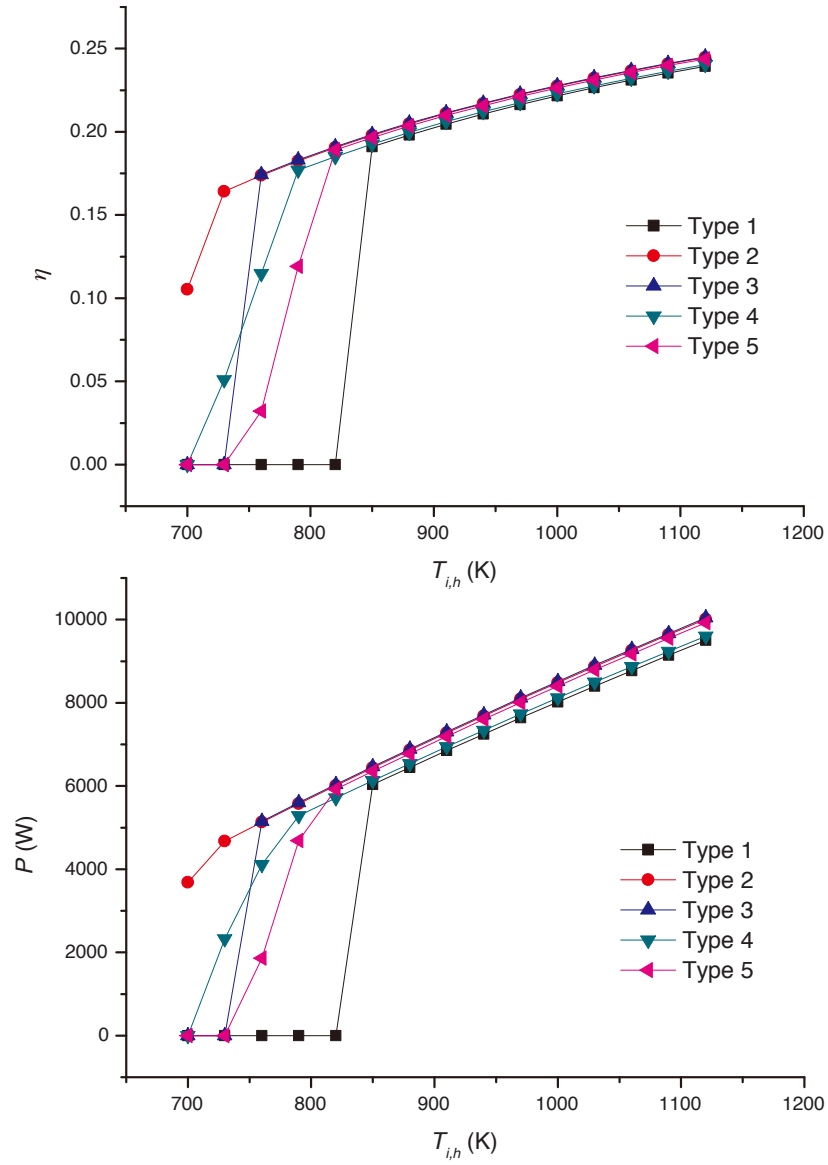 0.25
0.20
0.15
0.10
0.05
0.00
η
Type 1
Type 2
Type 3
Type 4
Type 5
700 800 900 1000 1100 1200
T_{i,h} (K)
10000
8000
6000
4000
2000
0
P (W)
Type 1
Type 2
Type 3
Type 4
Type 5
700 800 900 1000 1100 1200
T_{i,h} (K)